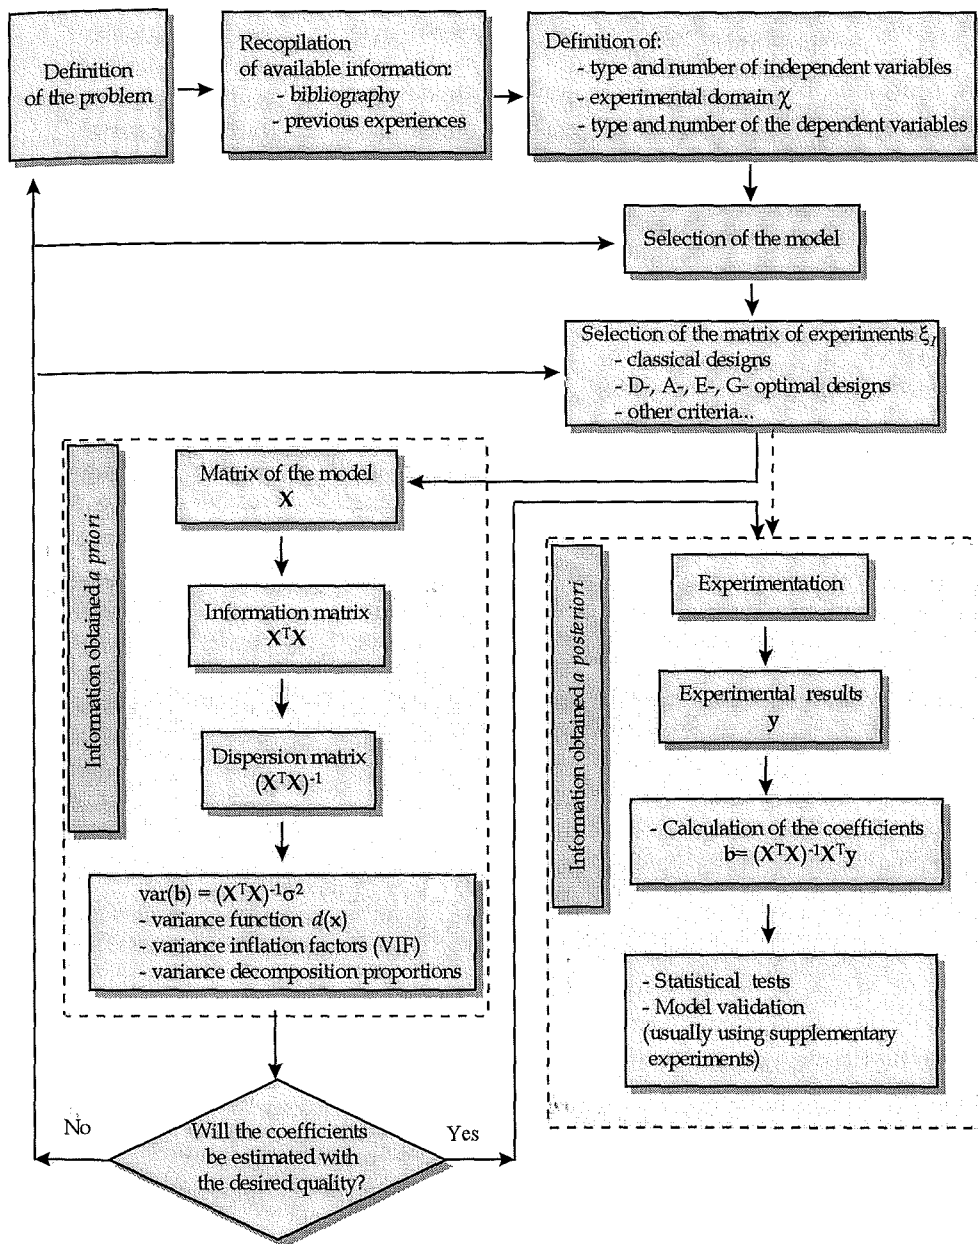 Definition
of the problem
Recopilation
of available information:
- bibliography
- previous experiences
Definition of:
- type and number of independent variables
- experimental domain χ
- type and number of the dependent variables
Selection of the model
Selection of the matrix of experiments ξI
- classical designs
- D-, A-, E-, G- optimal designs
- other criteria...
Information obtained a priori
Matrix of the model
X
Information matrix
XᵀX
Dispersion matrix
(XᵀX)⁻¹
var(b) = (XᵀX)⁻¹σ²
- variance function d(x)
- variance inflation factors (VIF)
- variance decomposition proportions
Will the coefficients
be estimated with
the desired quality?
No
Yes
Information obtained a posteriori
Experimentation
Experimental results
y
- Calculation of the coefficients
b= (XᵀX)⁻¹Xᵀy
- Statistical tests
- Model validation
(usually using supplementary
experiments)